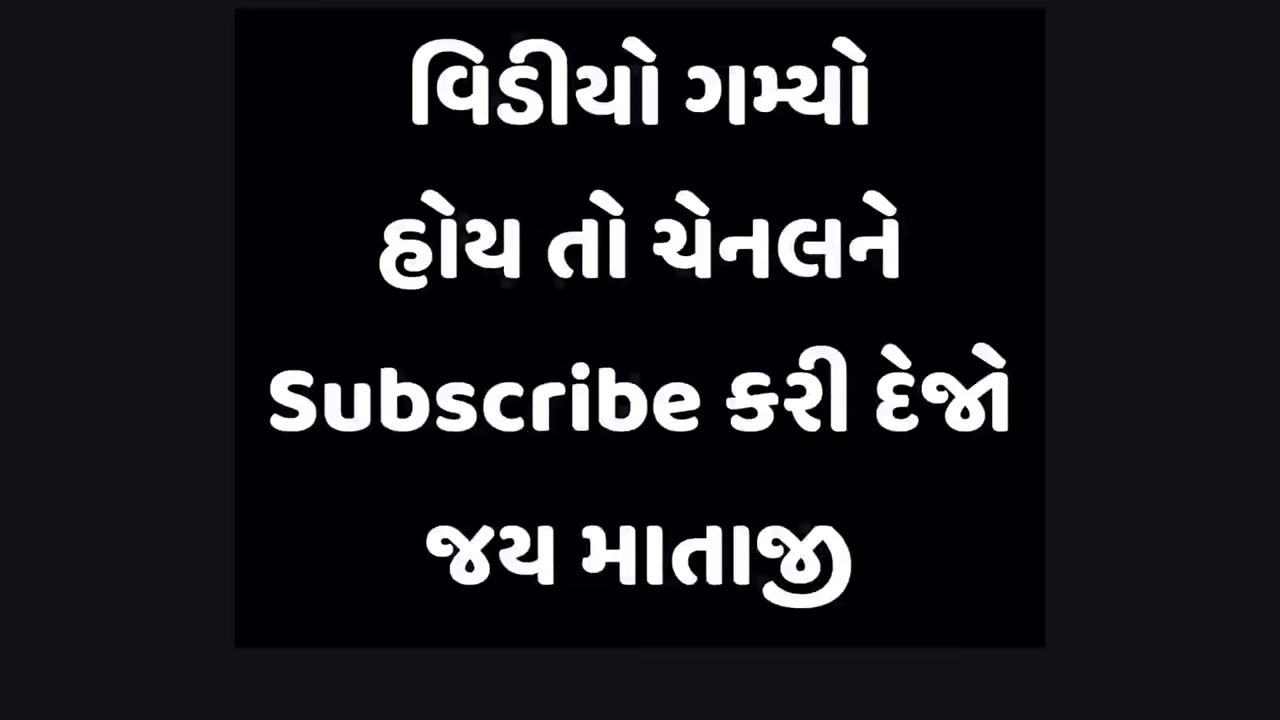 વિડીયો ગમ્યો
હોય તો ચેનલને
Subscribe કરી દેજો
જય માતાજી